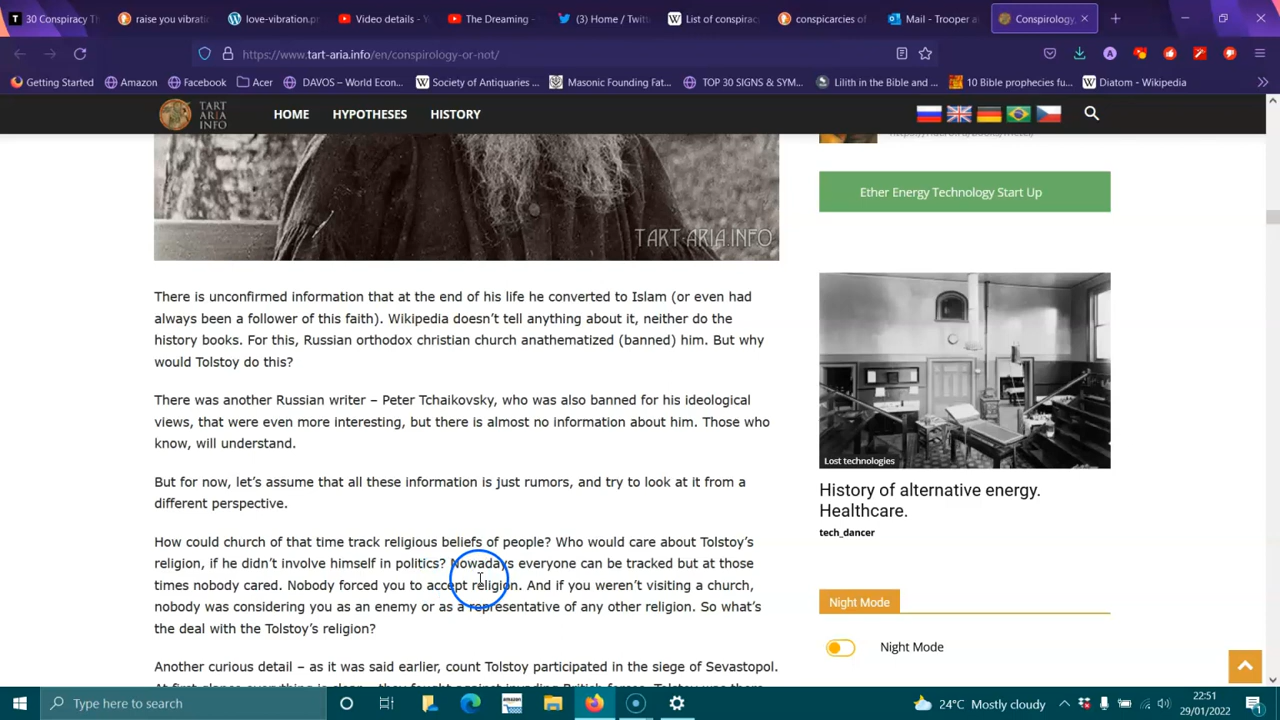 30 Conspiracy T
raise you vibrati
love-vibration.pr
Video details -
The Dreaming -
(3) Home / Twitt
List of conspirac
conspicarcies of
Mail - Trooper a
Conspirology,
https://www.tart-aria.info/en/conspirology-or-not/
Getting Started
Amazon
Facebook
Acer
DAVOS – World Econ...
Society of Antiquaries ...
Masonic Founding Fat...
TOP 30 SIGNS & SYM...
Lilith in the Bible and ...
10 Bible prophecies fu...
Diatom - Wikipedia
TART
ARIA
INFO
HOME
HYPOTHESES
HISTORY
TART-ARIA.INFO
There is unconfirmed information that at the end of his life he converted to Islam (or even had
always been a follower of this faith). Wikipedia doesn't tell anything about it, neither do the
history books. For this, Russian orthodox christian church anathematized (banned) him. But why
would Tolstoy do this?
There was another Russian writer – Peter Tchaikovsky, who was also banned for his ideological
views, that were even more interesting, but there is almost no information about him. Those who
know, will understand.
But for now, let's assume that all these information is just rumors, and try to look at it from a
different perspective.
How could church of that time track religious beliefs of people? Who would care about Tolstoy's
religion, if he didn't involve himself in politics? Nowadays everyone can be tracked but at those
times nobody cared. Nobody forced you to accept religion. And if you weren't visiting a church,
nobody was considering you as an enemy or as a representative of any other religion. So what's
the deal with the Tolstoy's religion?
Another curious detail – as it was said earlier, count Tolstoy participated in the siege of Sevastopol.
Ether Energy Technology Start Up
Lost technologies
History of alternative energy.
Healthcare.
tech_dancer
Night Mode
Night Mode
Type here to search
24°C Mostly cloudy
22:51
29/01/2022